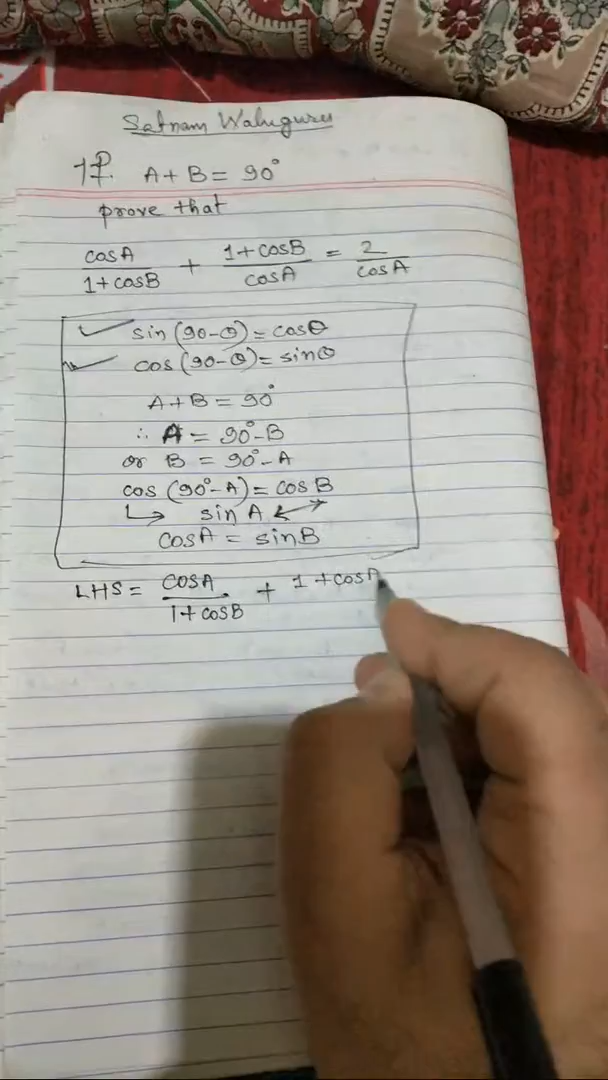 Satnam Waheguru
If. A + B = 90°
prove that
cosA/1+cosB + 1+cosB/cosA = 2/cosA
sin(90-θ) = cosθ
cos(90-θ) = sinθ
A + B = 90°
∴ A = 90°-B
or B = 90°-A
cos (90°-A) = cos B
↳ sin A ↙↗
cosA = sinB
LHS = cosA/1+cosB + 1+cosA